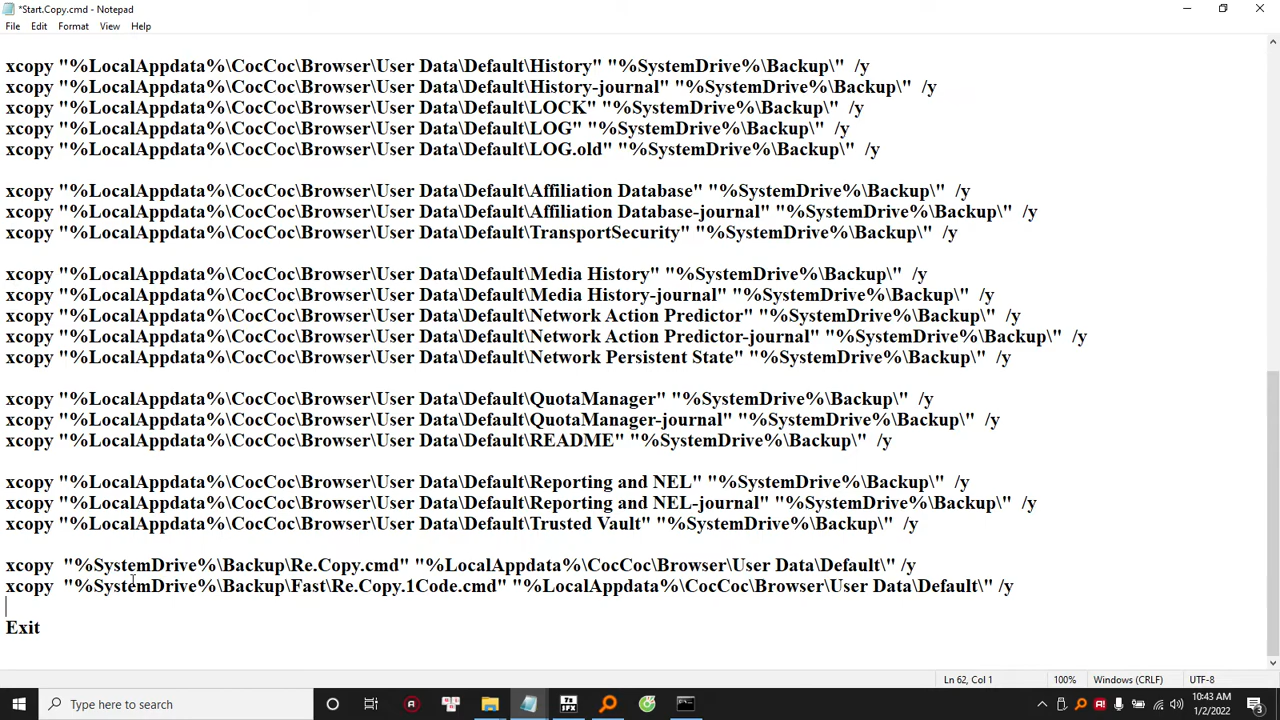 *Start.Copy.cmd - Notepad
File Edit Format View Help
xcopy "%LocalAppdata%\CocCoc\Browser\User Data\Default\History" "%SystemDrive%\Backup\"  /y
xcopy "%LocalAppdata%\CocCoc\Browser\User Data\Default\History-journal" "%SystemDrive%\Backup\"  /y
xcopy "%LocalAppdata%\CocCoc\Browser\User Data\Default\LOCK" "%SystemDrive%\Backup\"  /y
xcopy "%LocalAppdata%\CocCoc\Browser\User Data\Default\LOG" "%SystemDrive%\Backup\"  /y
xcopy "%LocalAppdata%\CocCoc\Browser\User Data\Default\LOG.old" "%SystemDrive%\Backup\"  /y
xcopy "%LocalAppdata%\CocCoc\Browser\User Data\Default\Affiliation Database" "%SystemDrive%\Backup\"  /y
xcopy "%LocalAppdata%\CocCoc\Browser\User Data\Default\Affiliation Database-journal" "%SystemDrive%\Backup\"  /y
xcopy "%LocalAppdata%\CocCoc\Browser\User Data\Default\TransportSecurity" "%SystemDrive%\Backup\"  /y
xcopy "%LocalAppdata%\CocCoc\Browser\User Data\Default\Media History" "%SystemDrive%\Backup\"  /y
xcopy "%LocalAppdata%\CocCoc\Browser\User Data\Default\Media History-journal" "%SystemDrive%\Backup\"  /y
xcopy "%LocalAppdata%\CocCoc\Browser\User Data\Default\Network Action Predictor" "%SystemDrive%\Backup\"  /y
xcopy "%LocalAppdata%\CocCoc\Browser\User Data\Default\Network Action Predictor-journal" "%SystemDrive%\Backup\"  /y
xcopy "%LocalAppdata%\CocCoc\Browser\User Data\Default\Network Persistent State" "%SystemDrive%\Backup\"  /y
xcopy "%LocalAppdata%\CocCoc\Browser\User Data\Default\QuotaManager" "%SystemDrive%\Backup\"  /y
xcopy "%LocalAppdata%\CocCoc\Browser\User Data\Default\QuotaManager-journal" "%SystemDrive%\Backup\"  /y
xcopy "%LocalAppdata%\CocCoc\Browser\User Data\Default\README" "%SystemDrive%\Backup\"  /y
xcopy "%LocalAppdata%\CocCoc\Browser\User Data\Default\Reporting and NEL" "%SystemDrive%\Backup\"  /y
xcopy "%LocalAppdata%\CocCoc\Browser\User Data\Default\Reporting and NEL-journal" "%SystemDrive%\Backup\"  /y
xcopy "%LocalAppdata%\CocCoc\Browser\User Data\Default\Trusted Vault" "%SystemDrive%\Backup\"  /y
xcopy  "%SystemDrive%\Backup\Re.Copy.cmd" "%LocalAppdata%\CocCoc\Browser\User Data\Default\" /y
xcopy  "%SystemDrive%\Backup\Fast\Re.Copy.1Code.cmd" "%LocalAppdata%\CocCoc\Browser\User Data\Default\" /y
Exit
Ln 62, Col 1 100% Windows (CRLF) UTF-8
Type here to search
10:43 AM
1/2/2022